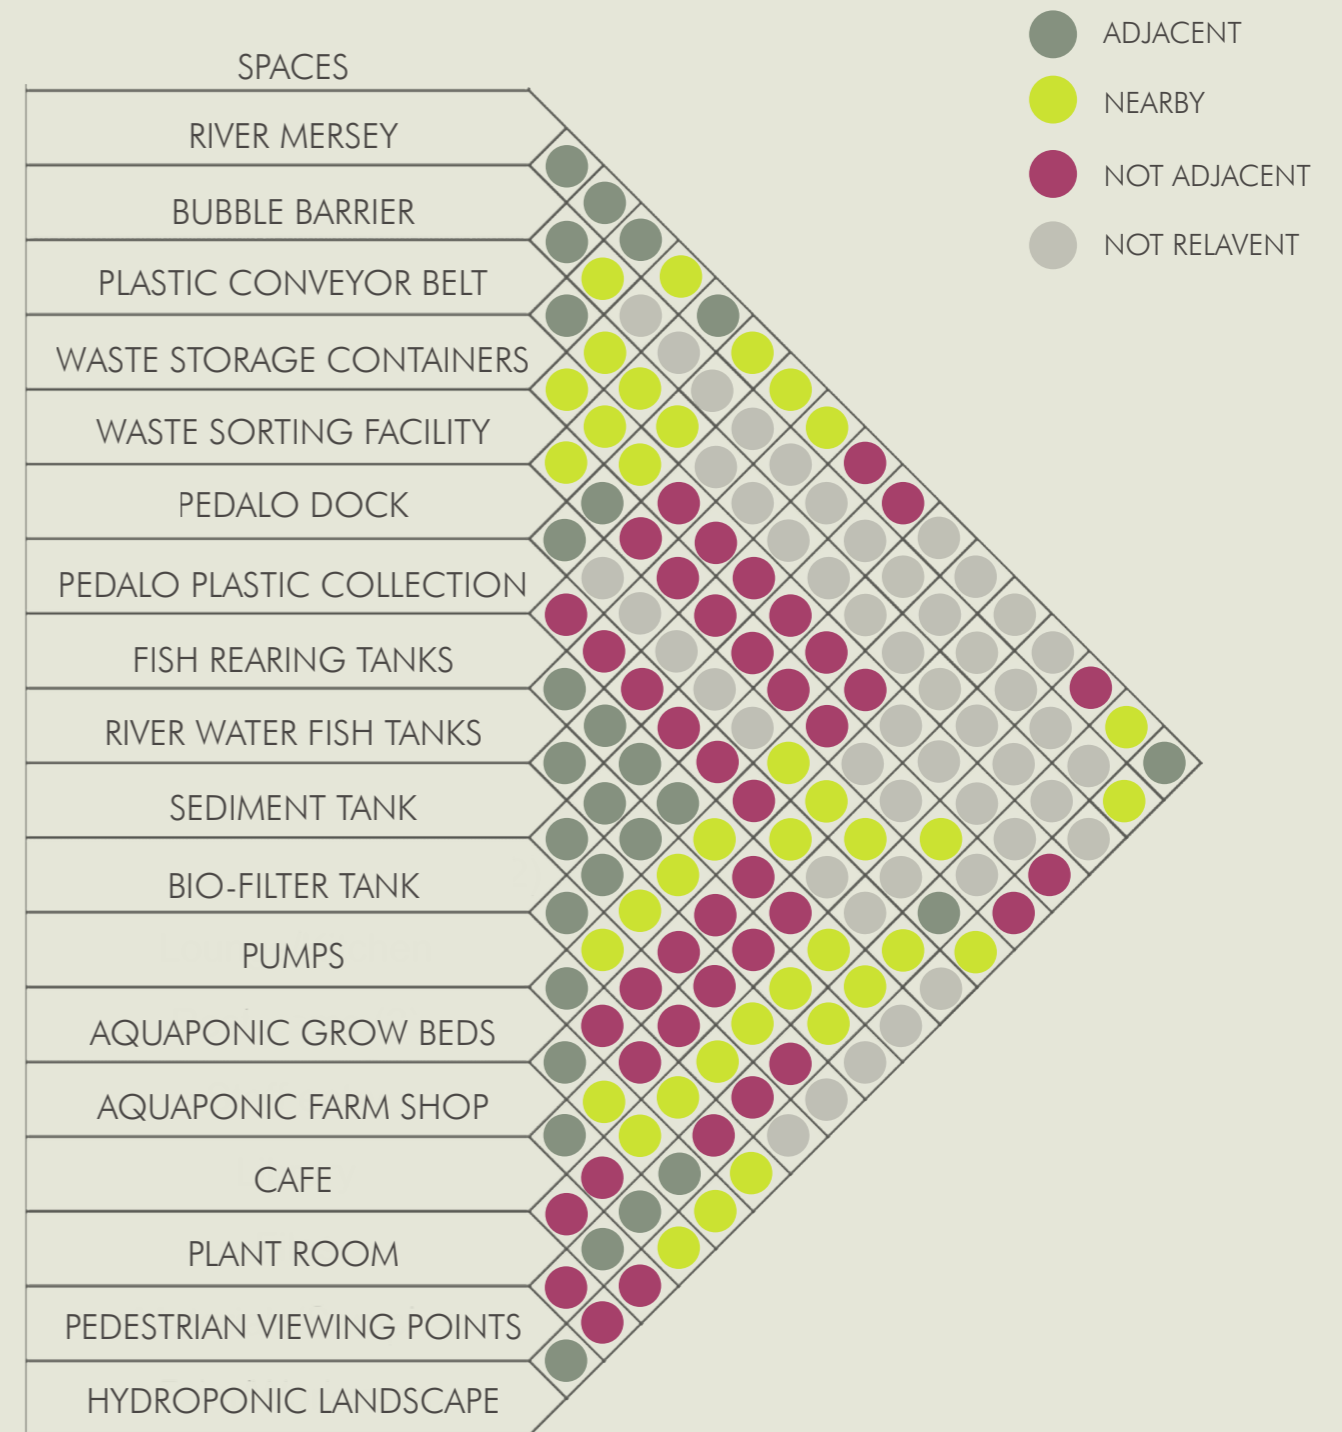 SPACES
RIVER MERSEY
BUBBLE BARRIER
PLASTIC CONVEYOR BELT
WASTE STORAGE CONTAINERS
WASTE SORTING FACILITY
PEDALO DOCK
PEDALO PLASTIC COLLECTION
FISH REARING TANKS
RIVER WATER FISH TANKS
SEDIMENT TANK
BIO-FILTER TANK
PUMPS
AQUAPONIC GROW BEDS
AQUAPONIC FARM SHOP
CAFE
PLANT ROOM
PEDESTRIAN VIEWING POINTS
HYDROPONIC LANDSCAPE
ADJACENT
NEARBY
NOT ADJACENT
NOT RELAVENT